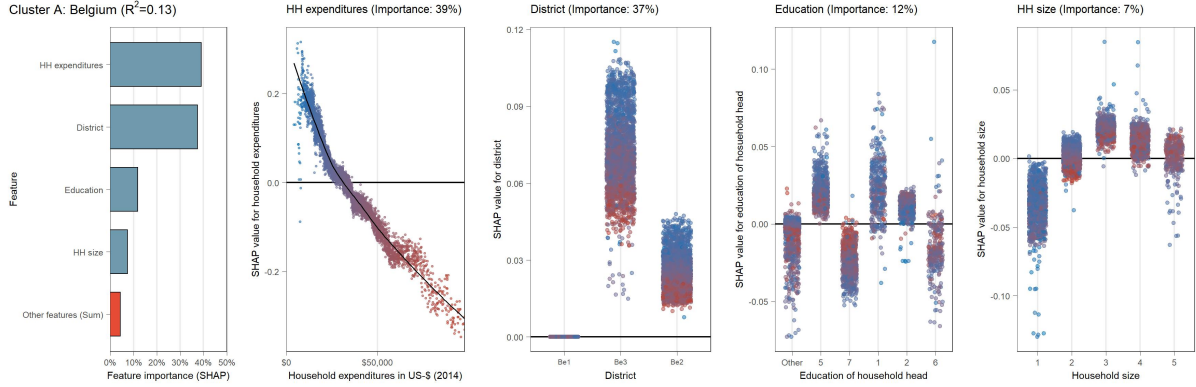 Cluster A: Belgium (R²=0.13)
Feature
HH expenditures
District
Education
HH size
Other features (Sum)
0% 10% 20% 30% 40% 50%
Feature importance (SHAP)
HH expenditures (Importance: 39%)
SHAP value for household expenditures
0.2
0.0
-0.2
$0 $50,000
Household expenditures in US-$ (2014)
District (Importance: 37%)
SHAP value for district
0.12
0.09
0.06
0.03
0.00
Be1 Be3 Be2
District
Education (Importance: 12%)
SHAP value for education of hosuehold head
0.10
0.05
0.00
-0.05
Other 5 7 1 2 6
Education of household head
HH size (Importance: 7%)
SHAP value for household size
0.05
0.00
-0.05
-0.10
1 2 3 4 5
Household size